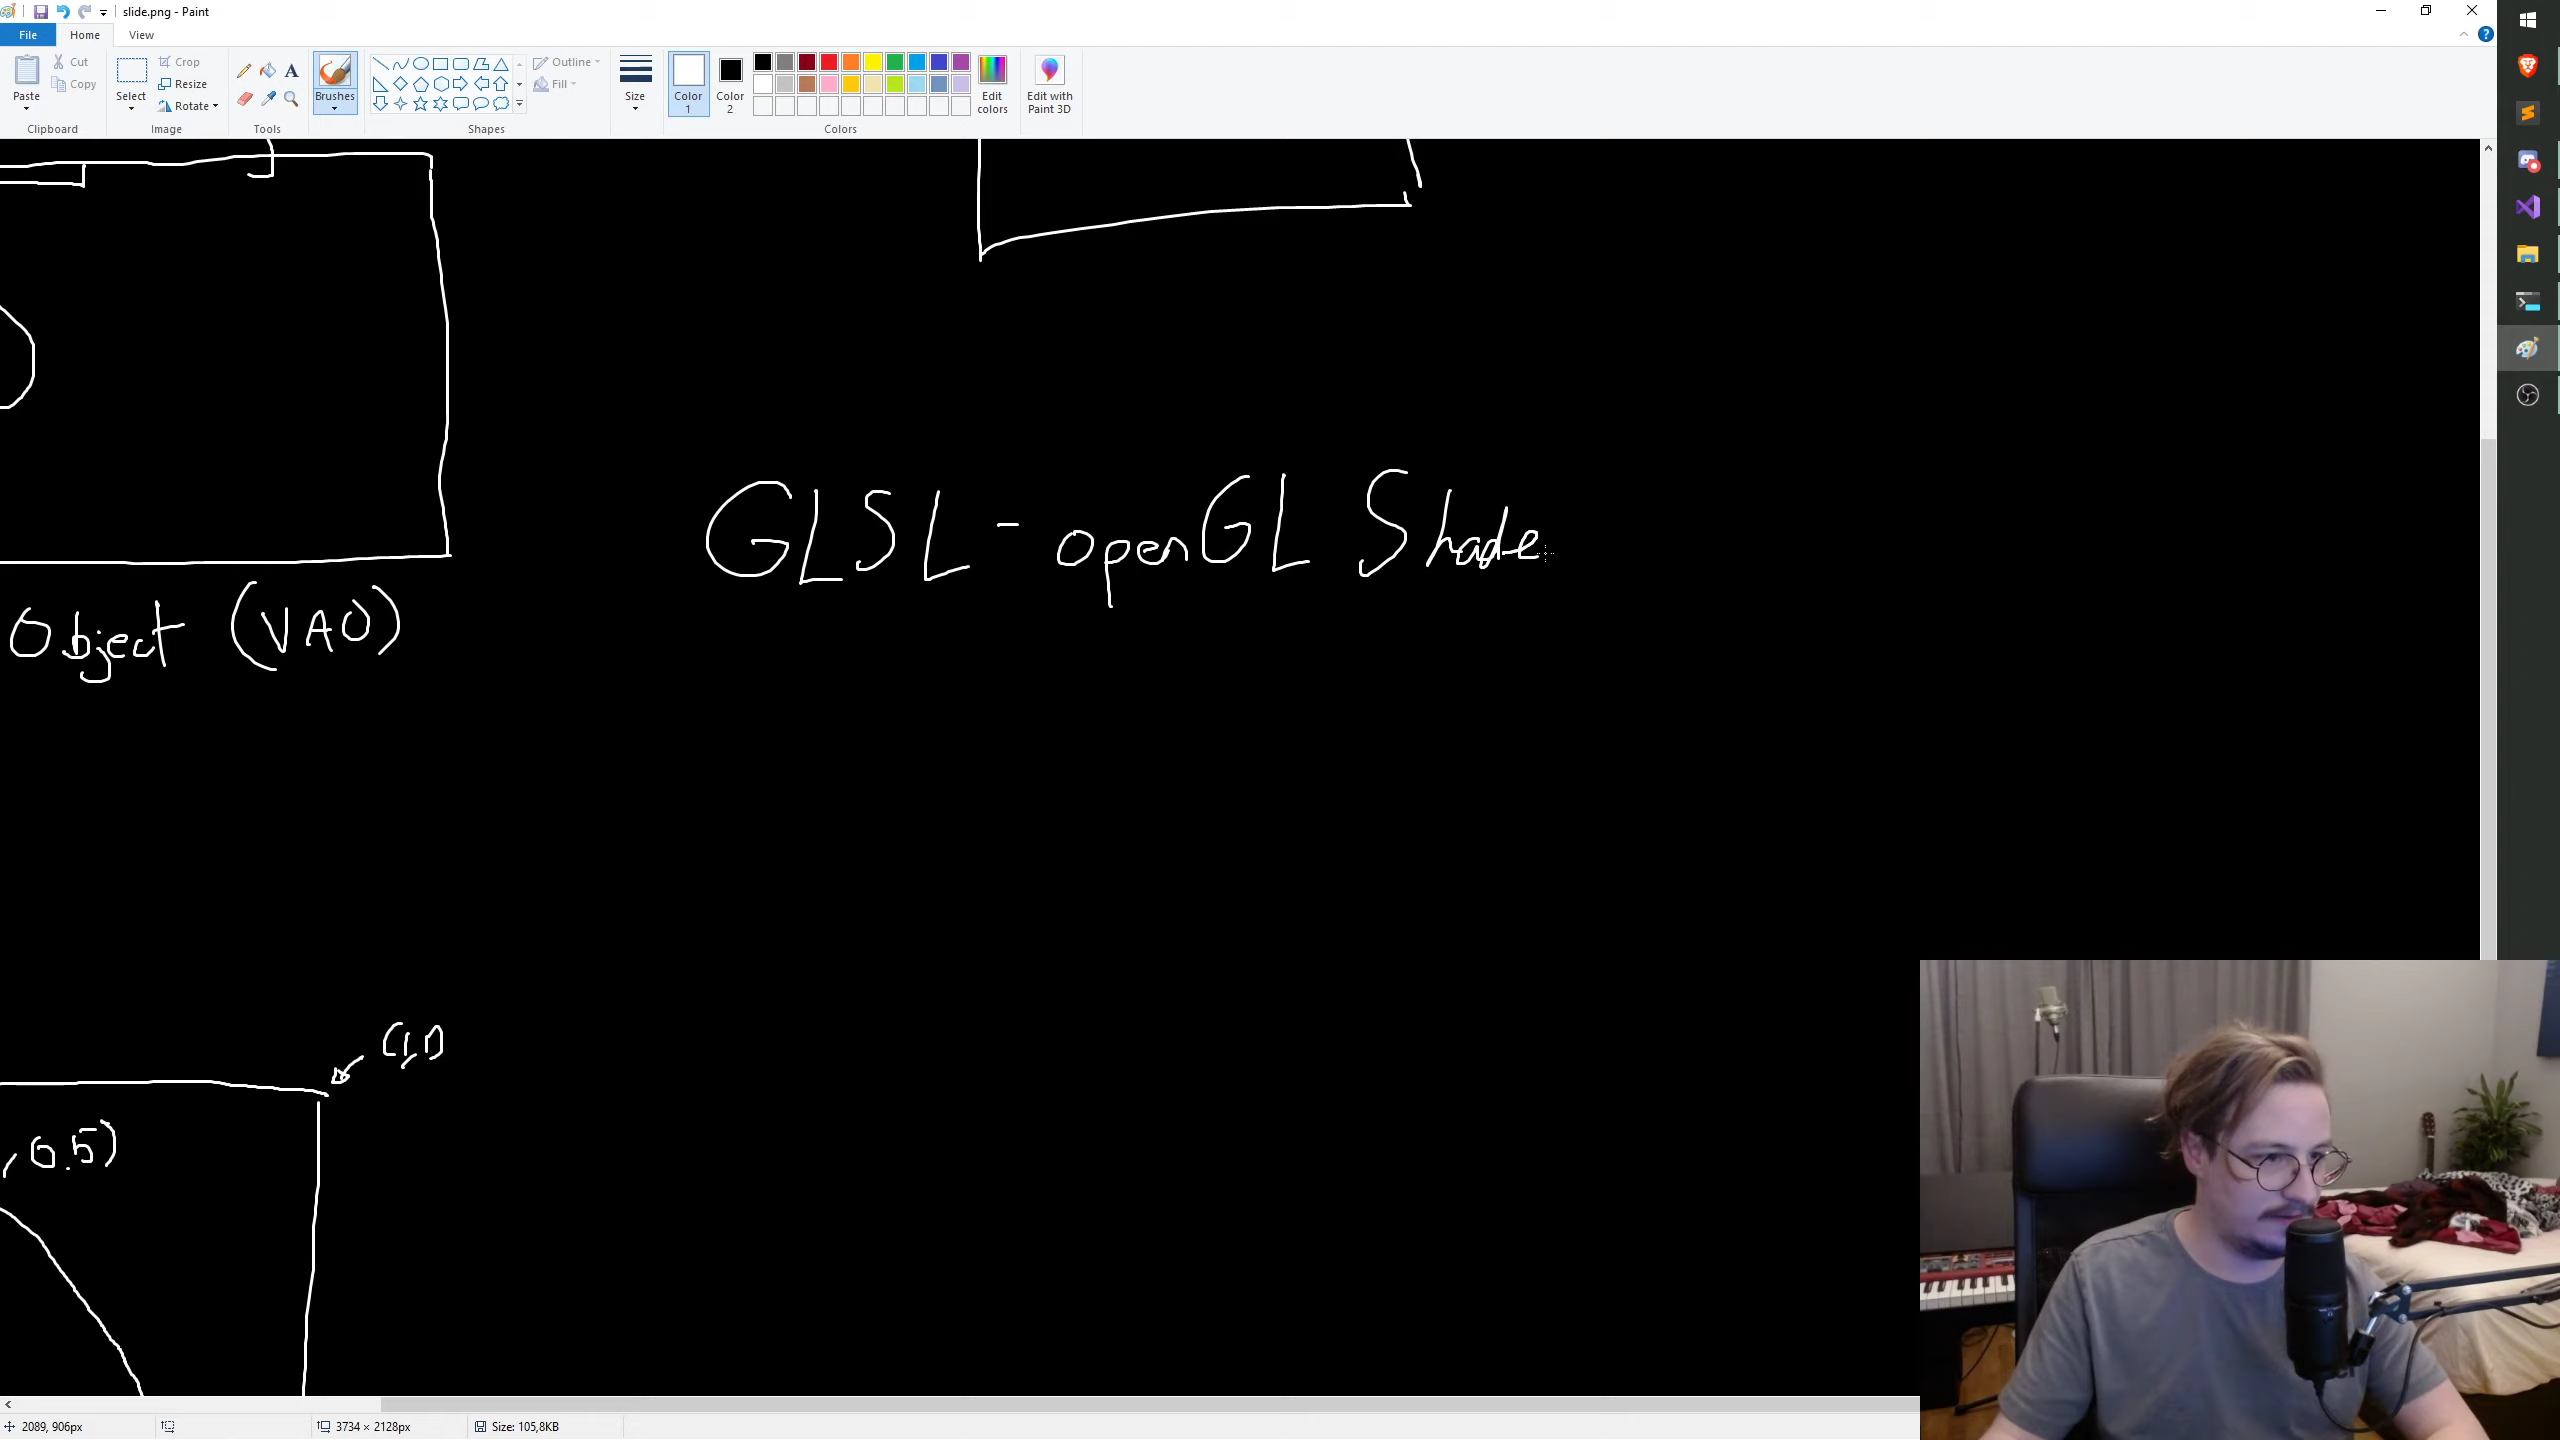 slide.png - Paint
File Home View
Paste Cut Copy Select Crop Resize Rotate Brushes Outline Fill Size Color 1 Color 2 Edit colors Edit with Paint 3D
Clipboard Image Tools Shapes Colors
GLSL - openGL Shade
Object (VAO)
(1,1)
, 0.5)
2089, 906px 3734 × 2128px Size: 105,8KB